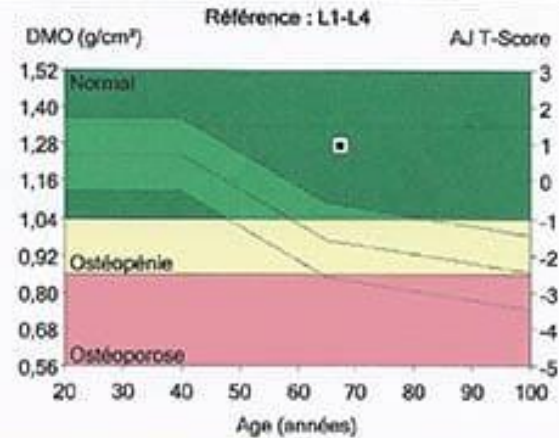 Référence : L1-L4
DMO (g/cm²) AJ T-Score
1,52 3
Normal
1,40 2
1,28 1
1,16 0
1,04 -1
0,92 -2
Ostéopénie
0,80 -3
0,68 -4
Ostéoporose
0,56 -5
20 30 40 50 60 70 80 90 100
Age (années)